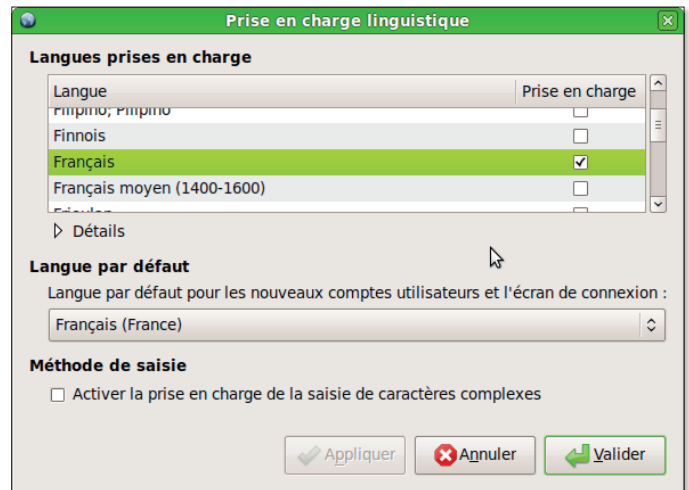 Prise en charge linguistique
Langues prises en charge
Langue Prise en charge
Filipino; Pilipino
Finnois
Français
Français moyen (1400-1600)
Détails
Langue par défaut
Langue par défaut pour les nouveaux comptes utilisateurs et l'écran de connexion :
Français (France)
Méthode de saisie
Activer la prise en charge de la saisie de caractères complexes
Appliquer Annuler Valider